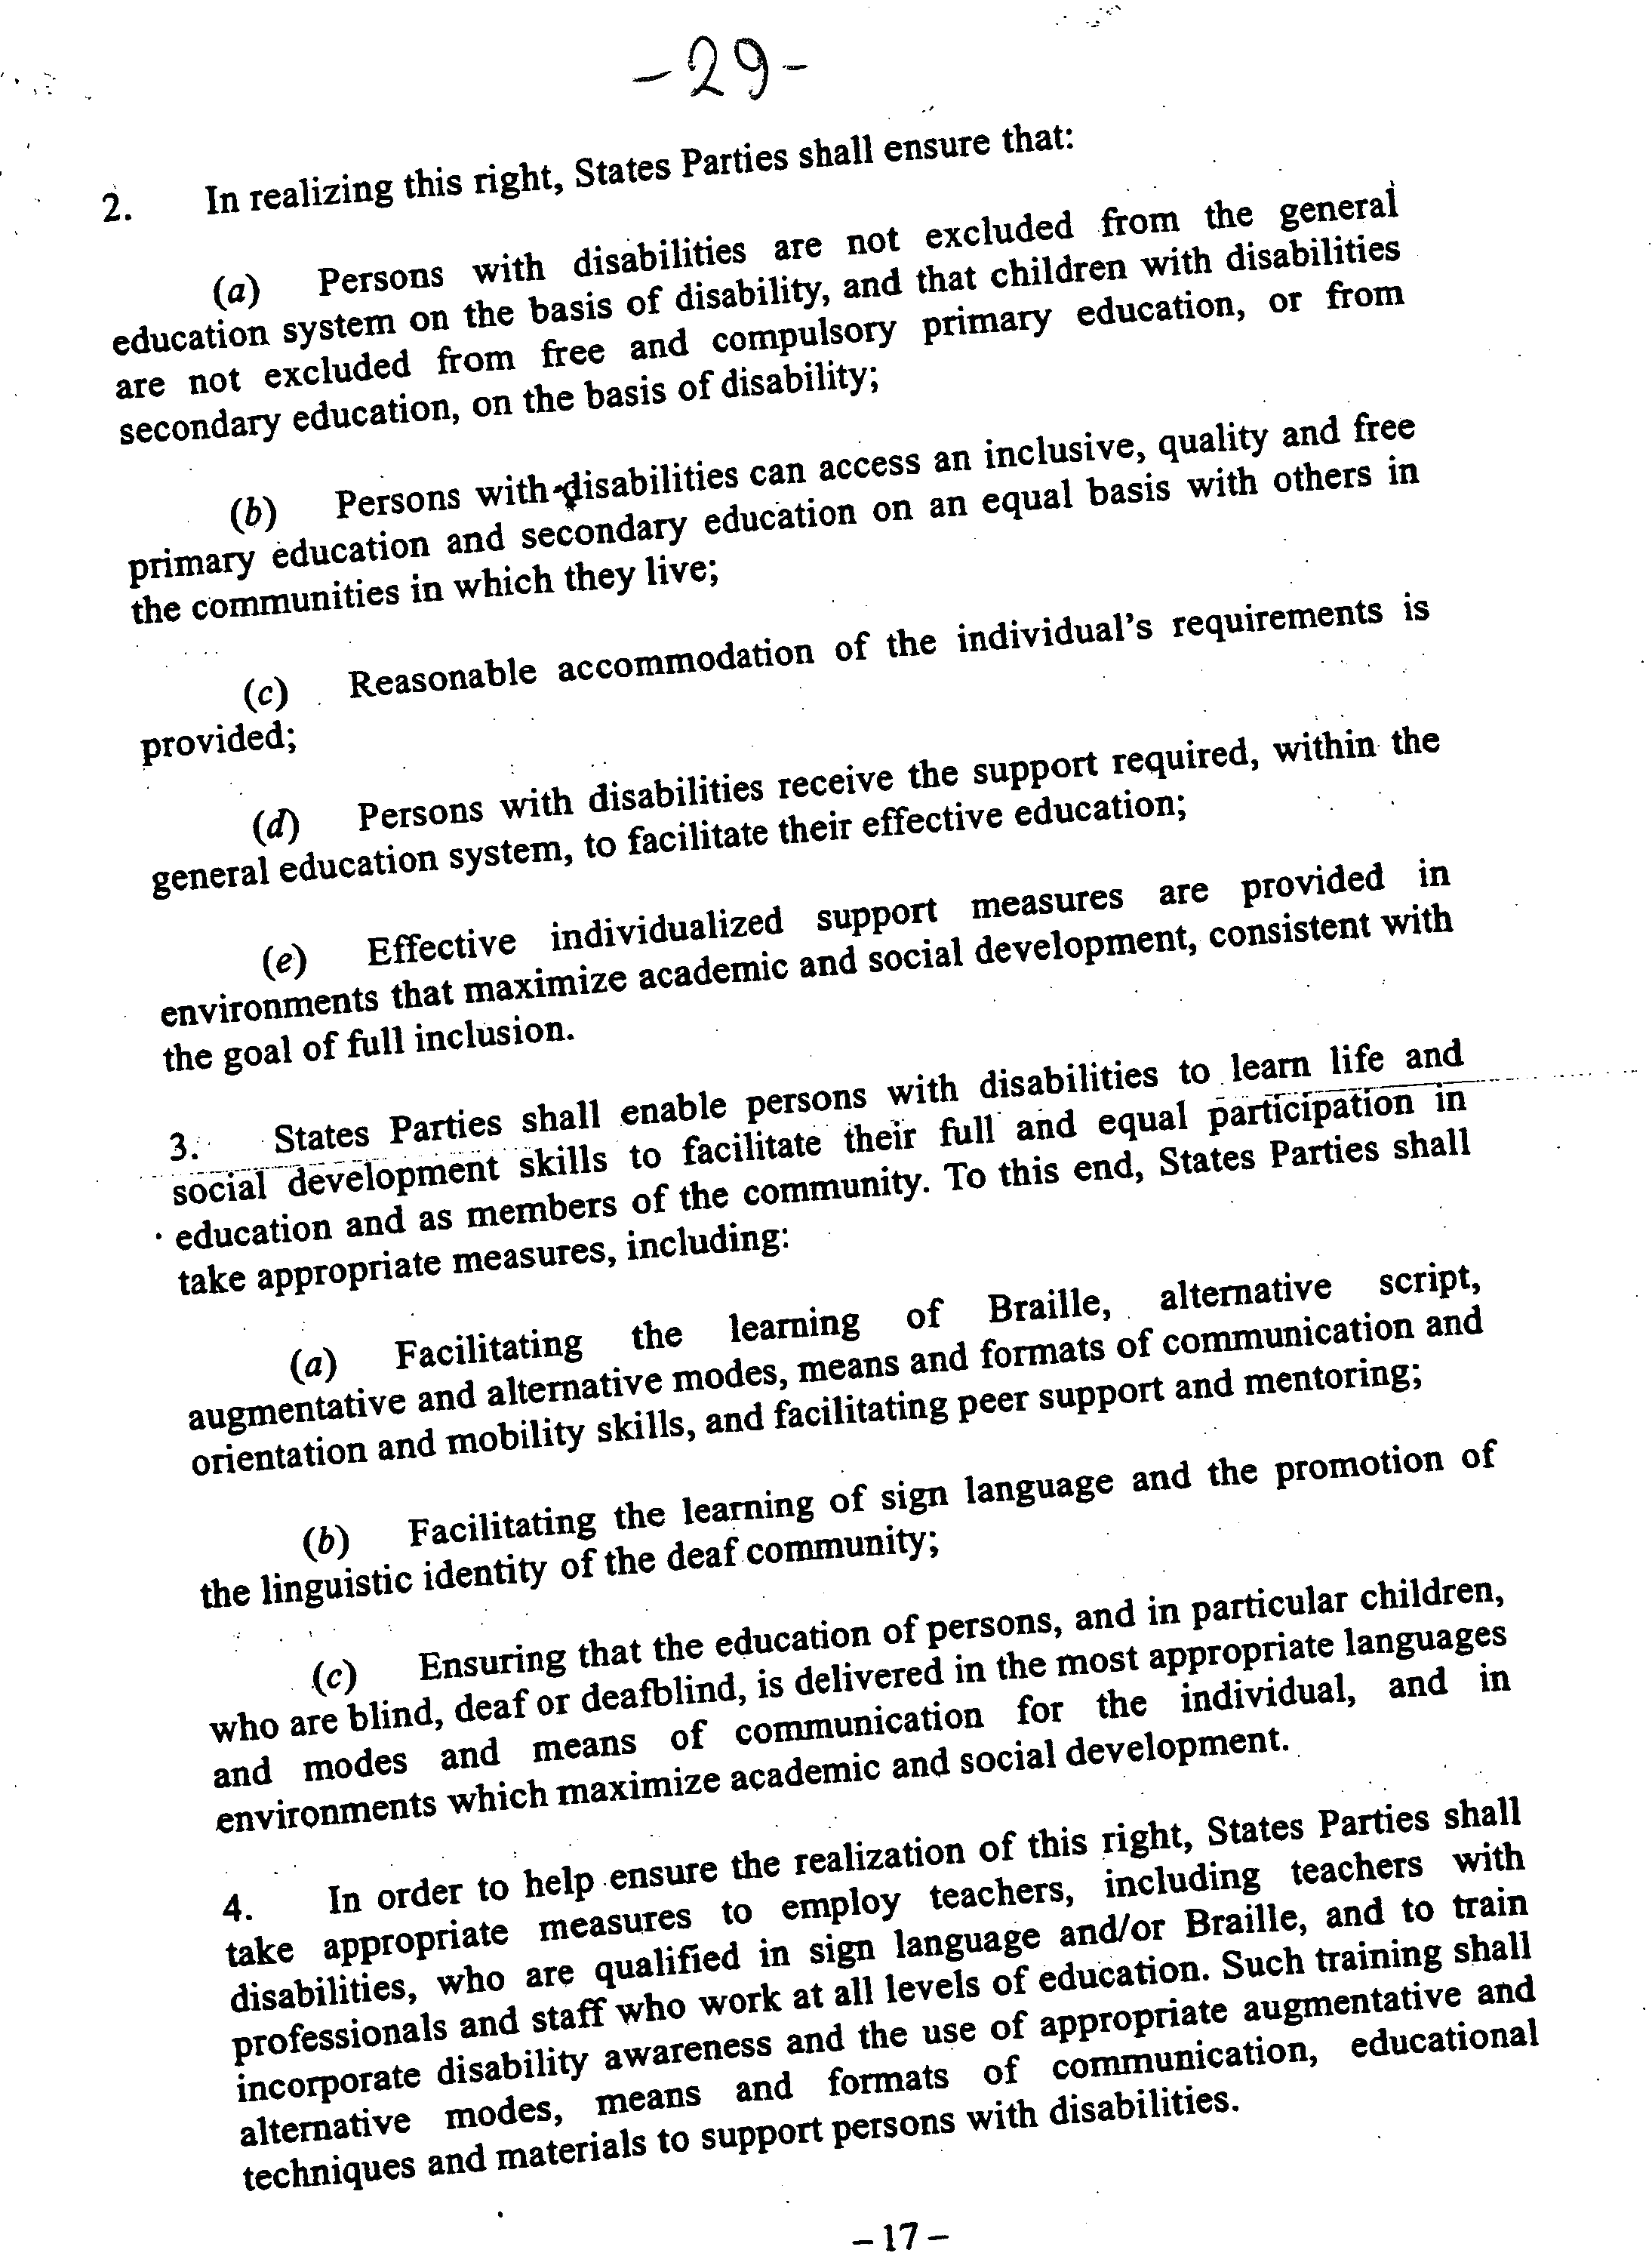 -29-
2. In realizing this right, States Parties shall ensure that:
(a) Persons with disabilities are not excluded from the general
education system on the basis of disability, and that children with disabilities
are not excluded from free and compulsory primary education, or from
secondary education, on the basis of disability;
(b) Persons with disabilities can access an inclusive, quality and free
primary education and secondary education on an equal basis with others in
the communities in which they live;
(c) Reasonable accommodation of the individual's requirements is
provided;
(d) Persons with disabilities receive the support required, within the
general education system, to facilitate their effective education;
(e) Effective individualized support measures are provided in
environments that maximize academic and social development, consistent with
the goal of full inclusion.
3. States Parties shall enable persons with disabilities to learn life and
social development skills to facilitate their full and equal participation in
education and as members of the community. To this end, States Parties shall
take appropriate measures, including:
(a) Facilitating the learning of Braille, alternative script,
augmentative and alternative modes, means and formats of communication and
orientation and mobility skills, and facilitating peer support and mentoring;
(b) Facilitating the learning of sign language and the promotion of
the linguistic identity of the deaf community;
(c) Ensuring that the education of persons, and in particular children,
who are blind, deaf or deafblind, is delivered in the most appropriate languages
and modes and means of communication for the individual, and in
environments which maximize academic and social development.
4. In order to help ensure the realization of this right, States Parties shall
take appropriate measures to employ teachers, including teachers with
disabilities, who are qualified in sign language and/or Braille, and to train
professionals and staff who work at all levels of education. Such training shall
incorporate disability awareness and the use of appropriate augmentative and
alternative modes, means and formats of communication, educational
techniques and materials to support persons with disabilities.
– 17 –